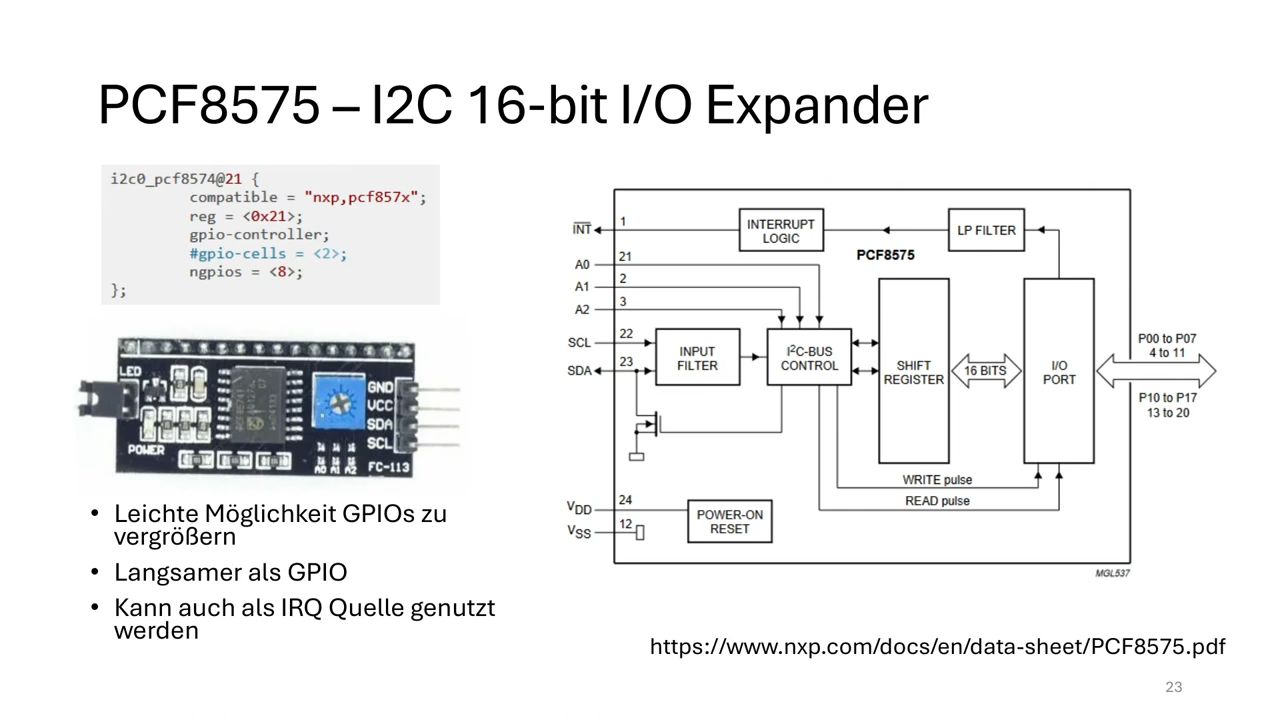 PCF8575 – I2C 16-bit I/O Expander
i2c0_pcf8574@21 {
compatible = "nxp,pcf857x";
reg = <0x21>;
gpio-controller;
#gpio-cells = <2>;
ngpios = <8>;
};
LED
POWER
GND
VCC
SDA
SCL
A0 A1 A2
FC-113
• Leichte Möglichkeit GPIOs zu
vergrößern
• Langsamer als GPIO
• Kann auch als IRQ Quelle genutzt
werden
INT
1
INTERRUPT
LOGIC
LP FILTER
PCF8575
A0
21
A1
2
A2
3
SCL
22
SDA
23
INPUT
FILTER
I²C-BUS
CONTROL
SHIFT
REGISTER
16 BITS
I/O
PORT
P00 to P07
4 to 11
P10 to P17
13 to 20
WRITE pulse
READ pulse
VDD
24
VSS
12
POWER-ON
RESET
MGL537
https://www.nxp.com/docs/en/data-sheet/PCF8575.pdf
23